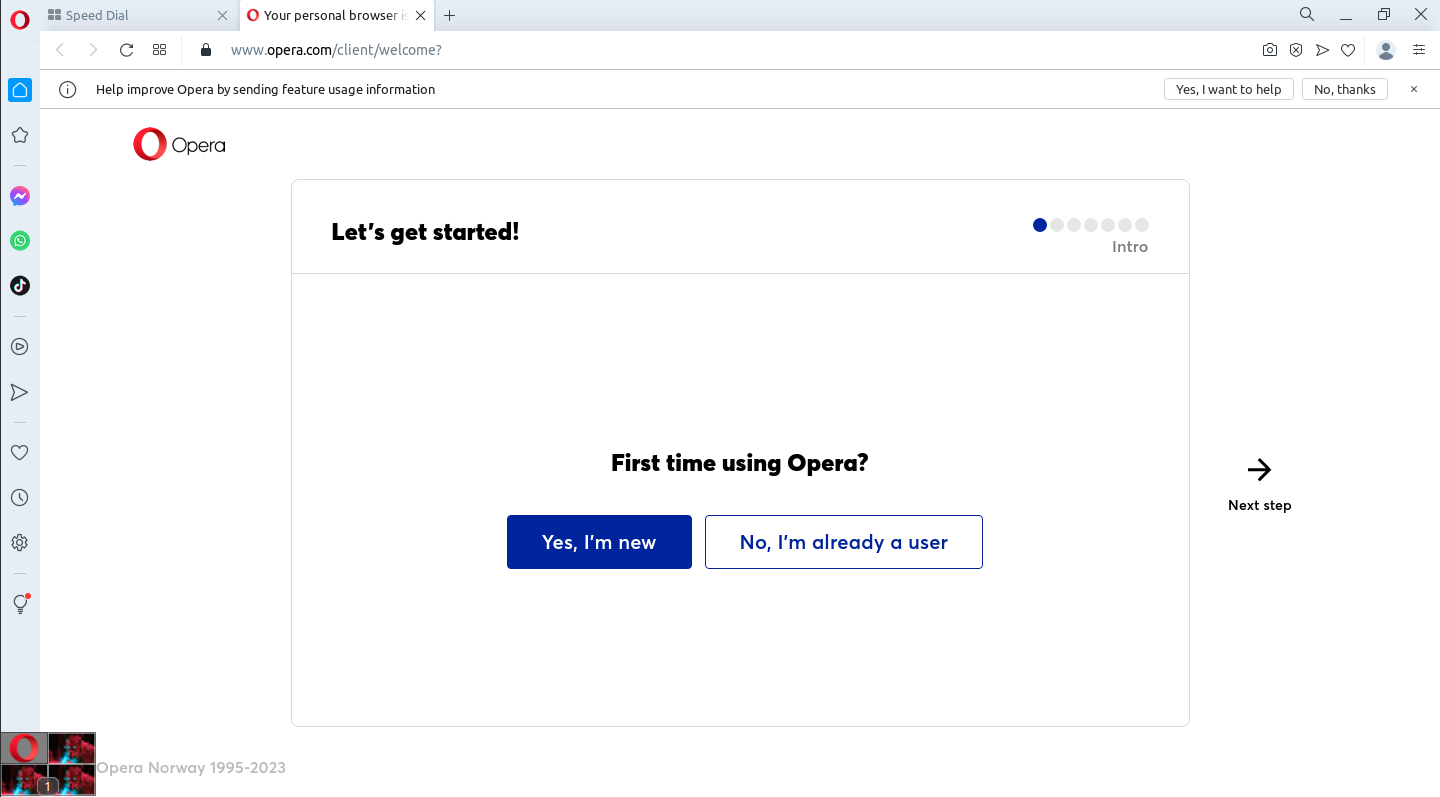 Speed Dial
Your personal browser is
www.opera.com/client/welcome?
Help improve Opera by sending feature usage information
Yes, I want to help
No, thanks
Opera
Let's get started!
Intro
First time using Opera?
Yes, I'm new
No, I'm already a user
Next step
Opera Norway 1995-2023
1